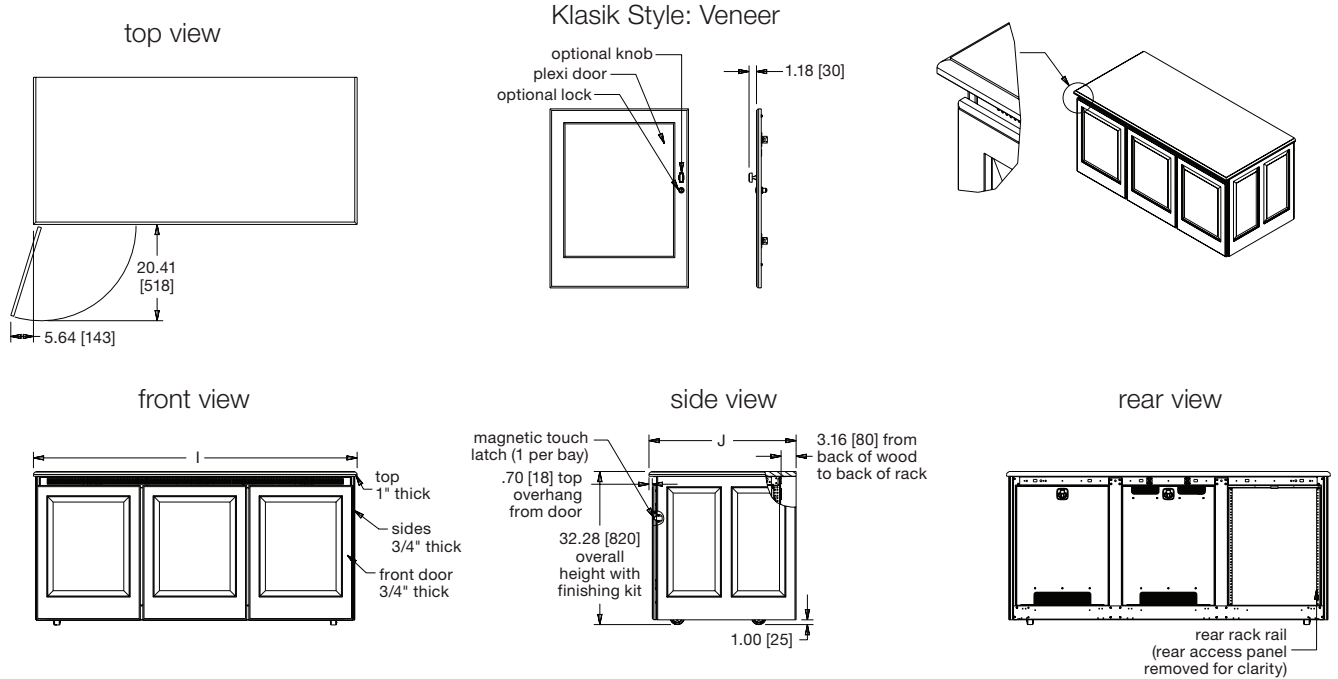 Klasik Style: Veneer
top view
20.41
[518]
5.64 [143]
optional knob
plexi door
optional lock
1.18 [30]
front view
I
top
1" thick
sides
3/4" thick
front door
3/4" thick
side view
magnetic touch
latch (1 per bay)
.70 [18] top
overhang
from door
32.28 [820]
overall
height with
finishing kit
J
3.16 [80] from
back of wood
to back of rack
1.00 [25]
rear view
rear rack rail
(rear access panel
removed for clarity)